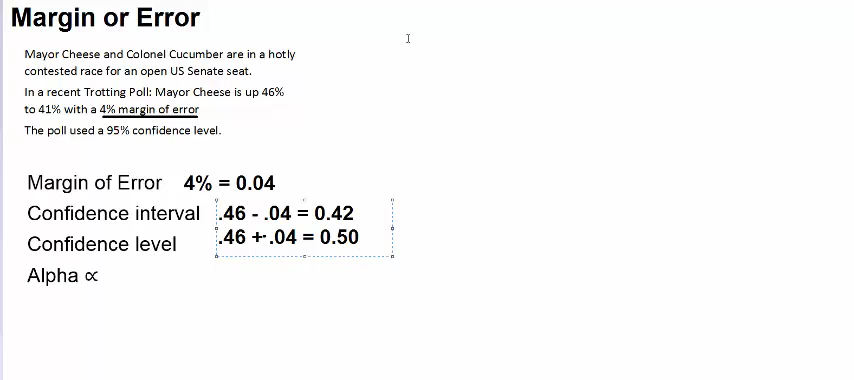 Margin or Error
Mayor Cheese and Colonel Cucumber are in a hotly
contested race for an open US Senate seat.
In a recent Trotting Poll: Mayor Cheese is up 46%
to 41% with a 4% margin of error
The poll used a 95% confidence level.
Margin of Error 4% = 0.04
Confidence interval .46 - .04 = 0.42
.46 + .04 = 0.50
Confidence level
Alpha ∝